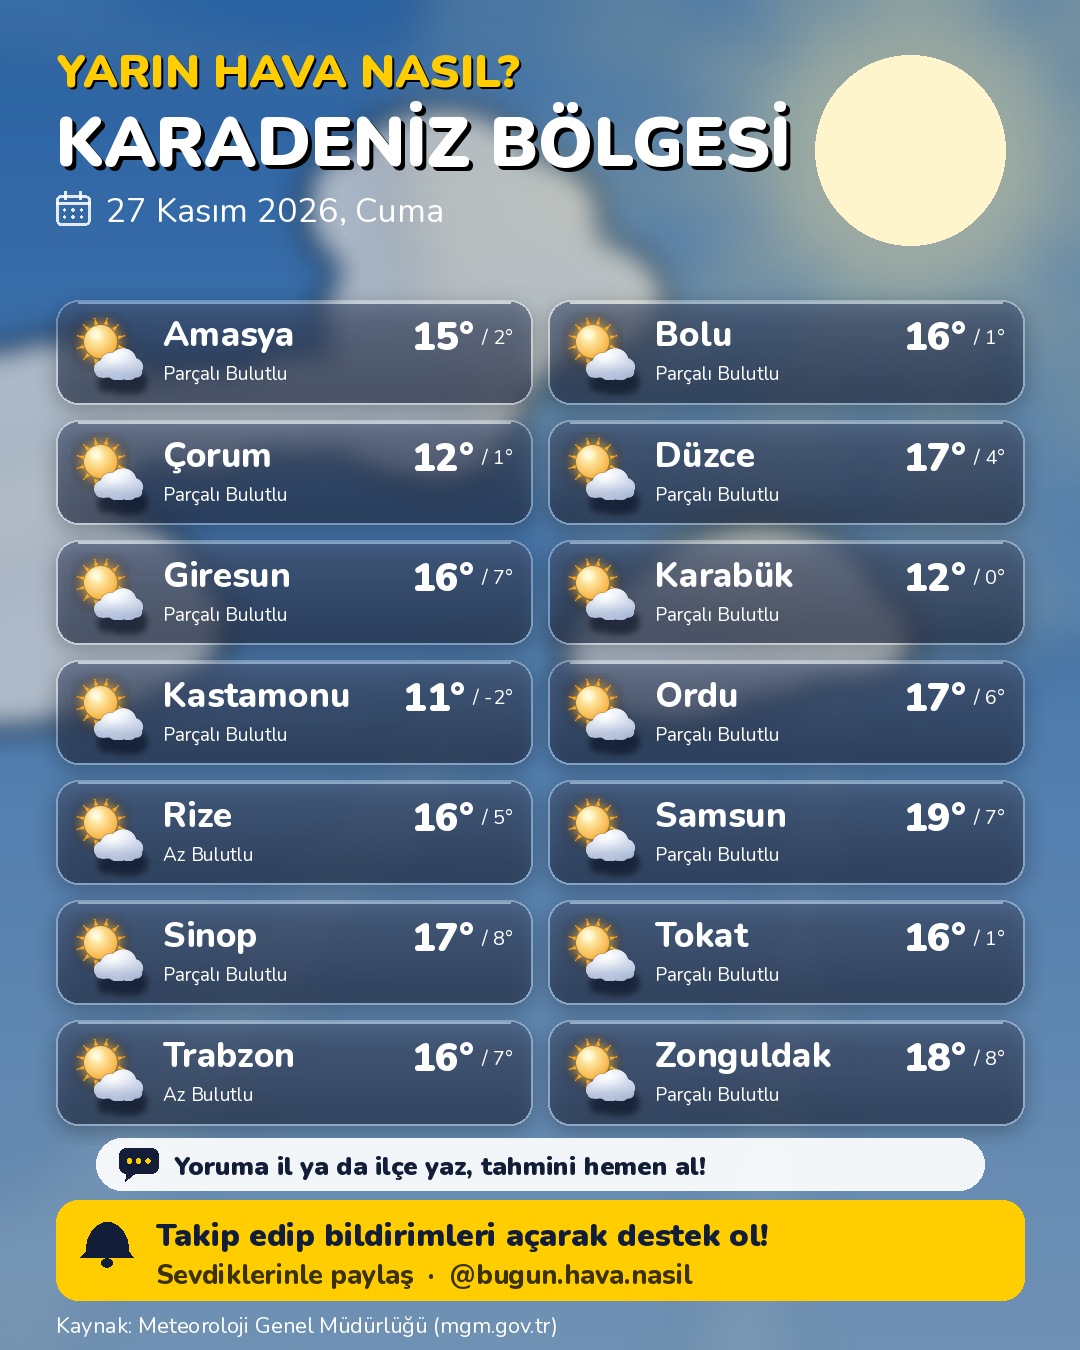 YARIN HAVA NASIL?
KARADENİZ BÖLGESİ
27 Kasım 2026, Cuma
Amasya 15° / 2°
Parçalı Bulutlu
Bolu 16° / 1°
Parçalı Bulutlu
Çorum 12° / 1°
Parçalı Bulutlu
Düzce 17° / 4°
Parçalı Bulutlu
Giresun 16° / 7°
Parçalı Bulutlu
Karabük 12° / 0°
Parçalı Bulutlu
Kastamonu 11° / -2°
Parçalı Bulutlu
Ordu 17° / 6°
Parçalı Bulutlu
Rize 16° / 5°
Az Bulutlu
Samsun 19° / 7°
Parçalı Bulutlu
Sinop 17° / 8°
Parçalı Bulutlu
Tokat 16° / 1°
Parçalı Bulutlu
Trabzon 16° / 7°
Az Bulutlu
Zonguldak 18° / 8°
Parçalı Bulutlu
Yoruma il ya da ilçe yaz, tahmini hemen al!
Takip edip bildirimleri açarak destek ol!
Sevdiklerinle paylaş · @bugun.hava.nasil
Kaynak: Meteoroloji Genel Müdürlüğü (mgm.gov.tr)